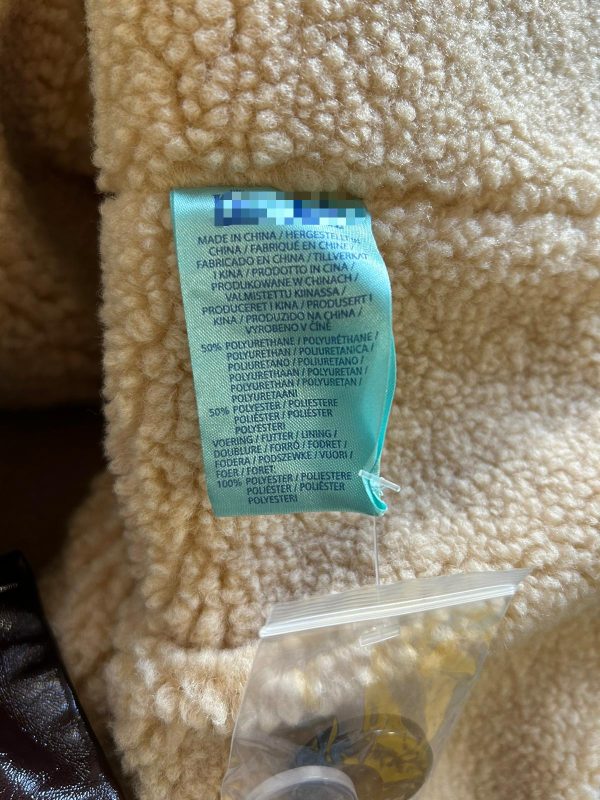 MADE IN CHINA / HERGESTELLT IN
CHINA / FABRIQUÉ EN CHINE /
FABRICADO EN CHINA / TILLVERKAT
I KINA / PRODOTTO IN CINA /
PRODUKOWANE W CHINACH /
VALMISTETTU KIINASSA /
PRODUCERET I KINA / PRODUSERT I
KINA / PRODUZIDO NA CHINA /
VYROBENO V ČÍNĚ
50% POLYURETHANE / POLYURÉTHANE /
POLYURETHAN / POLIURETANICA /
POLIURETANO / POLIURETANO /
POLYURETHAAN / POLYURETAN /
POLYURETHAN / POLYURETAN /
POLYURETAANI
50% POLYESTER / POLIESTERE
POLIÉSTER / POLIÉSTER
POLYESTERI
VOERING / FUTTER / LINING /
DOUBLURE / FORRO / FODRET /
FODERA / PODSZEWKE / VUORI /
FOER / FORET:
100% POLYESTER / POLIESTERE
POLIÉSTER / POLIÉSTER
POLYESTERI